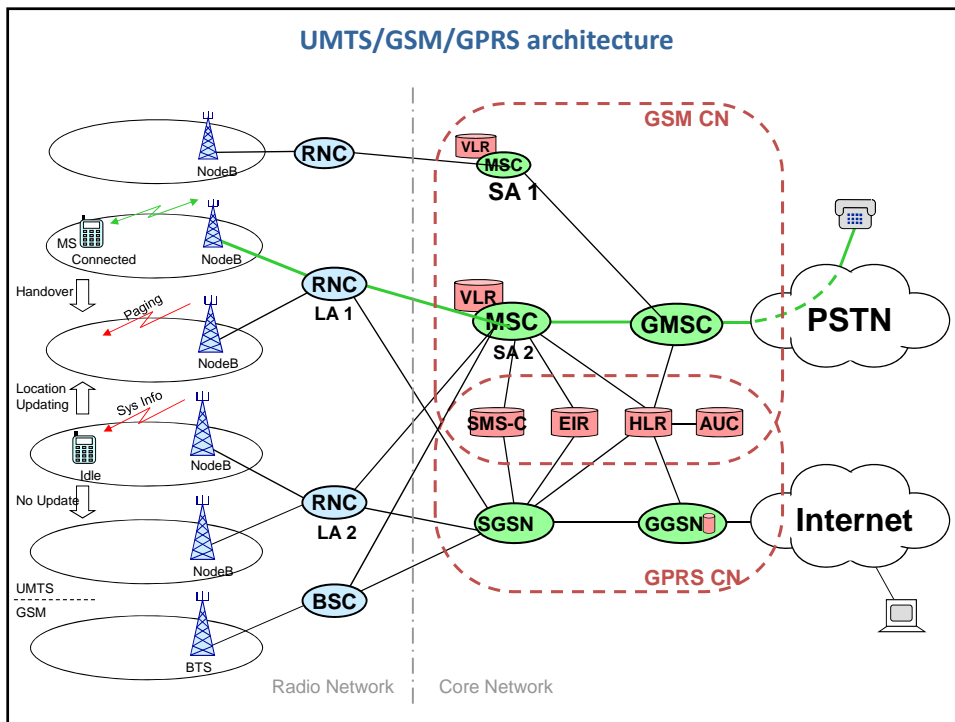 UMTS/GSM/GPRS architecture
GSM CN
VLR
RNC
MSC
NodeB
SA 1
MS
Connected
NodeB
Handover
RNC
LA 1
VLR
MSC
SA 2
GMSC
PSTN
Paging
NodeB
Location
Updating
Sys Info
SMS-C
EIR
HLR
AUC
Idle
NodeB
No Update
RNC
LA 2
SGSN
GGSN
Internet
NodeB
GPRS CN
UMTS
GSM
BSC
BTS
Radio Network
Core Network